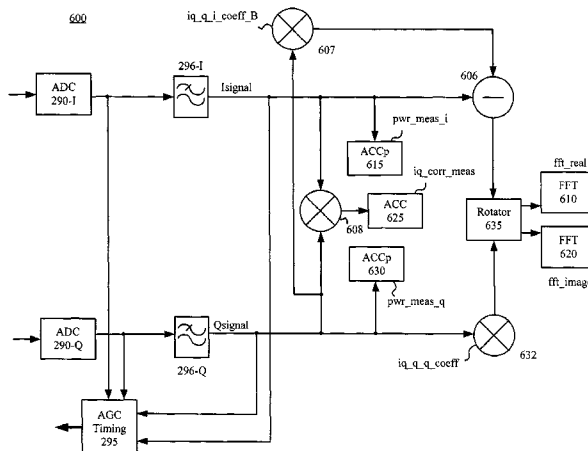 600
iq_q_i_coeff_B
607
296-I
606
ADC
290-I
Isignal
pwr_meas_i
ACCp
615
iq_corr_meas
fft_real
FFT
610
ACC
625
608
Rotator
635
FFT
620
ACCp
630
fft_image
pwr_meas_q
Qsignal
ADC
290-Q
296-Q
iq_q_q_coeff
632
AGC
Timing
295